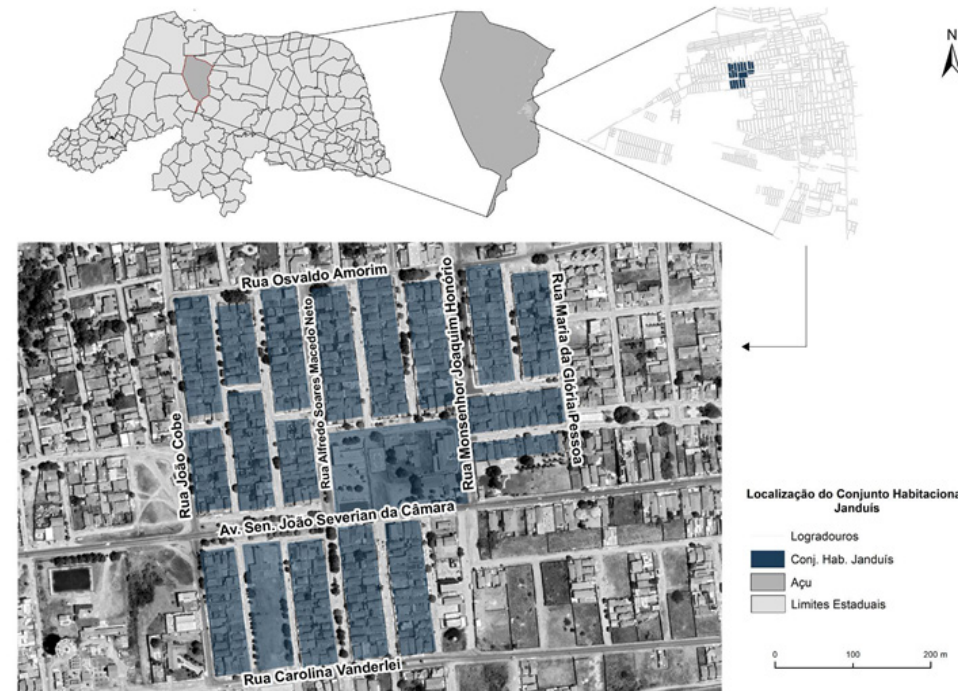 N
Rua Osvaldo Amorim
Rua João Cobe
Rua Alfredo Soares Macedo Neto
Rua Monsenhor Joaquim Honório
Rua Maria da Glória Pessoa
Av. Sen. João Severian da Câmara
Rua Carolina Vanderlei
Localização do Conjunto Habitaciona
Janduís
Logradouros
Conj. Hab. Janduís
Açu
Limites Estaduais
0 100 200 m